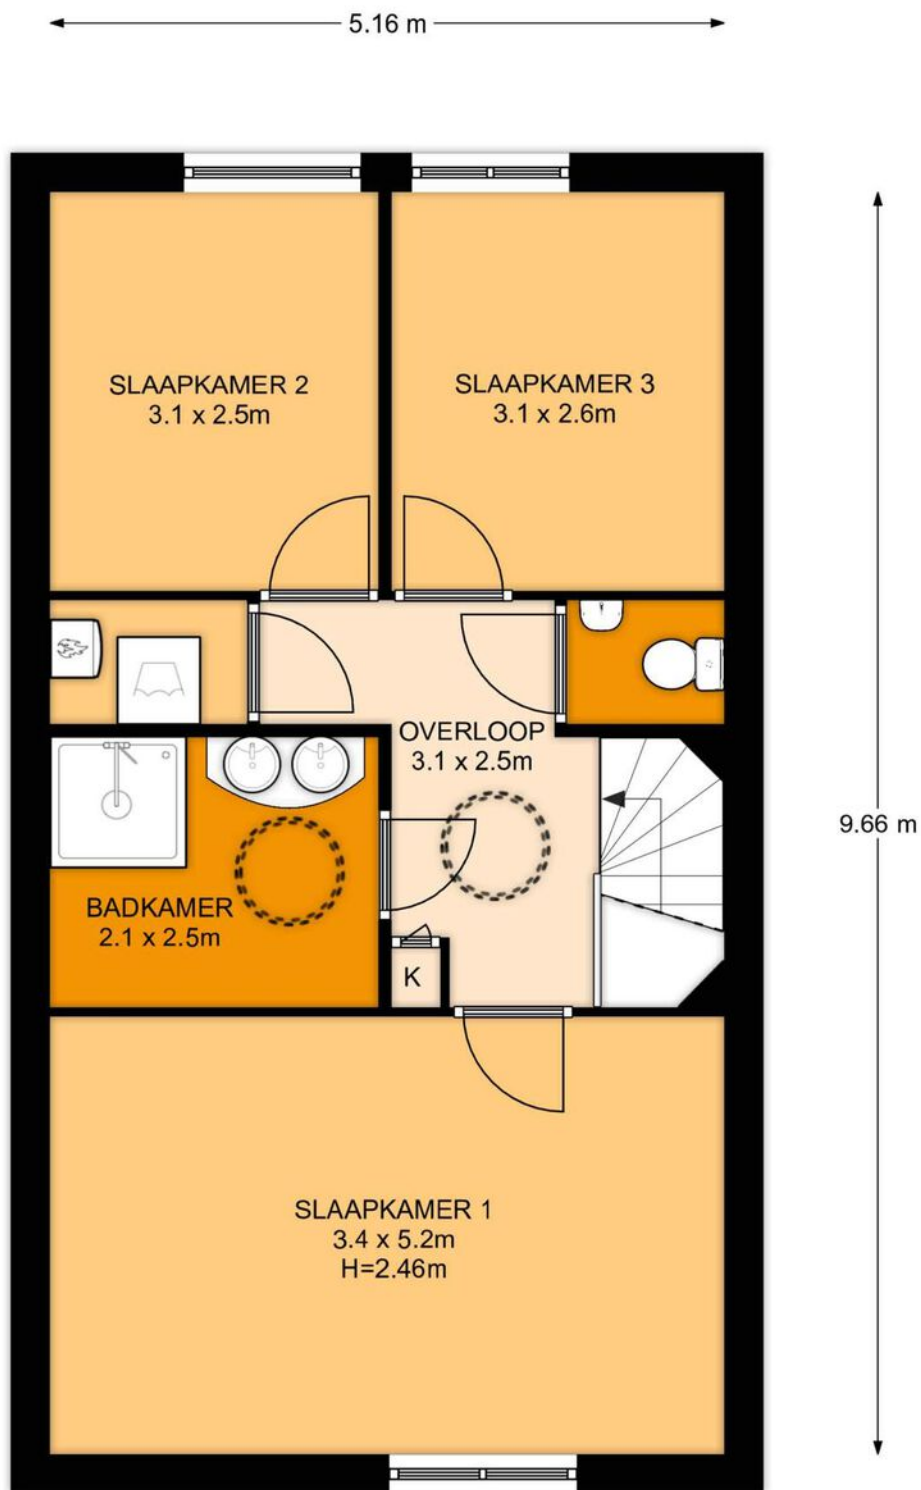 5.16 m
SLAAPKAMER 2
3.1 x 2.5m
SLAAPKAMER 3
3.1 x 2.6m
OVERLOOP
3.1 x 2.5m
9.66 m
BADKAMER
2.1 x 2.5m
K
SLAAPKAMER 1
3.4 x 5.2m
H=2.46m